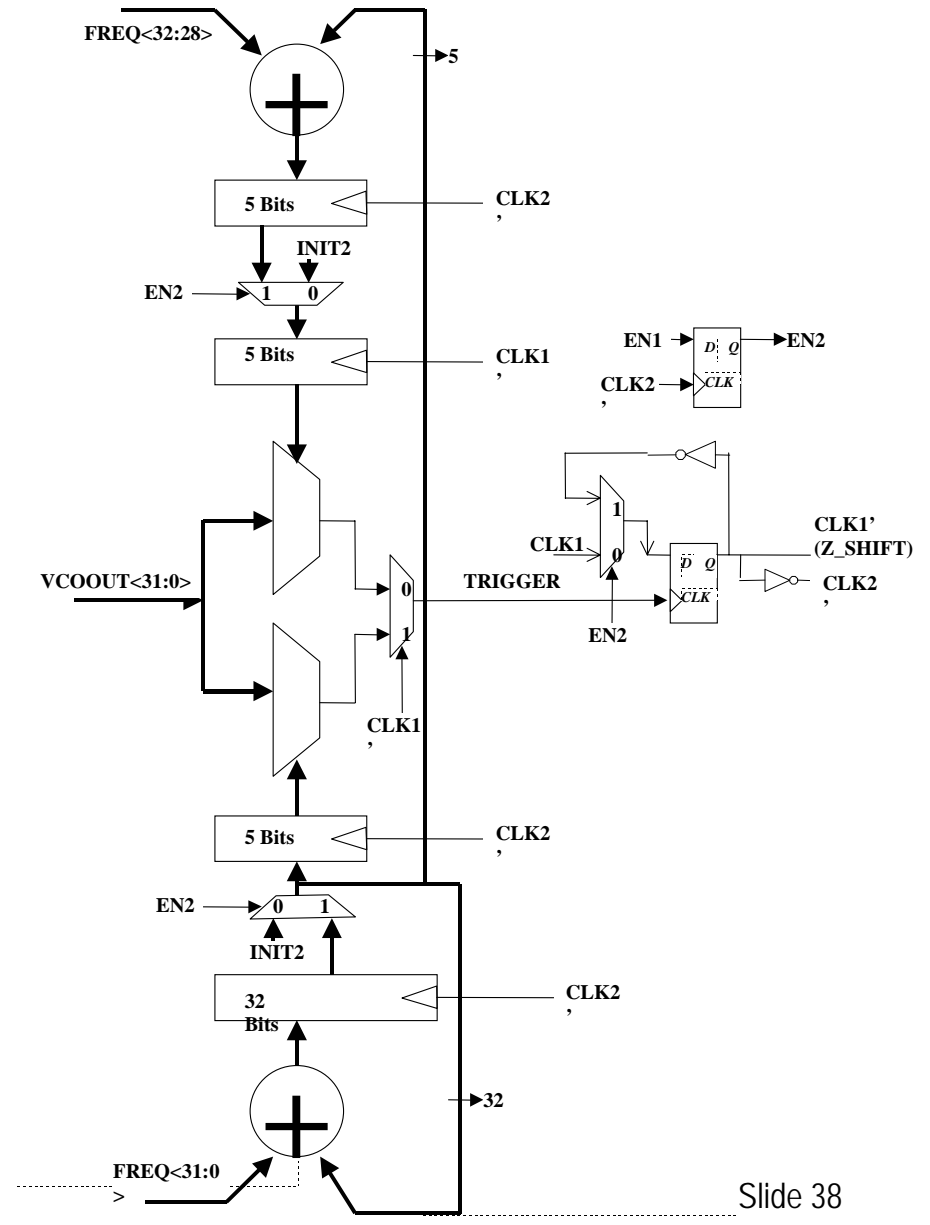 FREQ<32:28>
5
5 Bits
CLK2
,
INIT2
EN2
1 0
5 Bits
CLK1
,
EN1
D Q
EN2
CLK2
,
CLK
1
CLK1
0
D Q
CLK1’
(Z_SHIFT)
VCOOUT<31:0>
0
TRIGGER
CLK
CLK2
,
1
EN2
CLK1
,
5 Bits
CLK2
,
EN2
0 1
INIT2
32
Bits
CLK2
,
32
FREQ<31:0
>
Slide 38